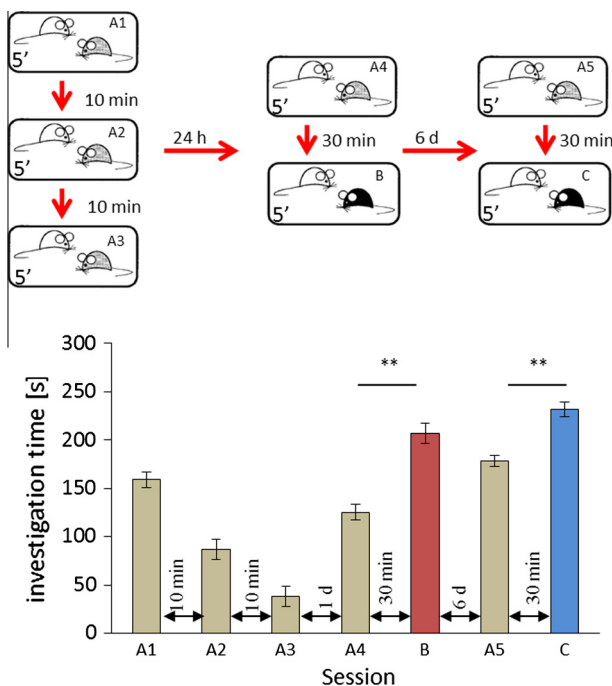 A1
5’
10 min
A2
5’
10 min
A3
5’
24 h
A4
5’
30 min
B
5’
6 d
A5
5’
30 min
C
5’
** **
investigation time [s]
300
250
200
150
100
50
0
10 min 10 min 1 d 30 min 6 d 30 min
A1 A2 A3 A4 B A5 C
Session